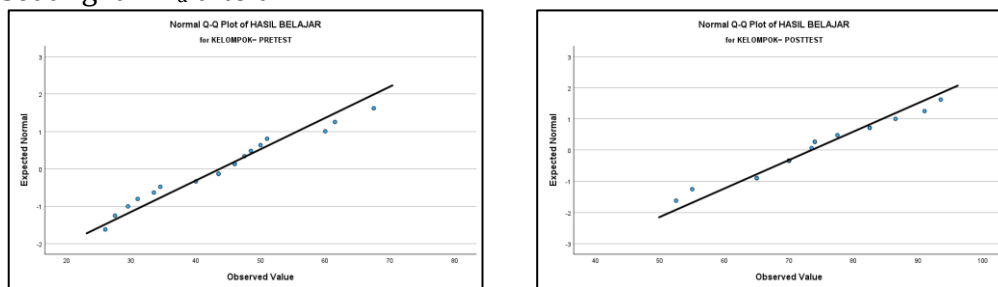 Normal Q-Q Plot of HASIL BELAJAR
for KELOMPOK= PRETEST
Expected Normal
3
2
1
0
-1
-2
20 30 40 50 60 70 80
Observed Value
Normal Q-Q Plot of HASIL BELAJAR
for KELOMPOK= POSTTEST
Expected Normal
3
2
1
0
-1
-2
-3
40 50 60 70 80 90 100
Observed Value